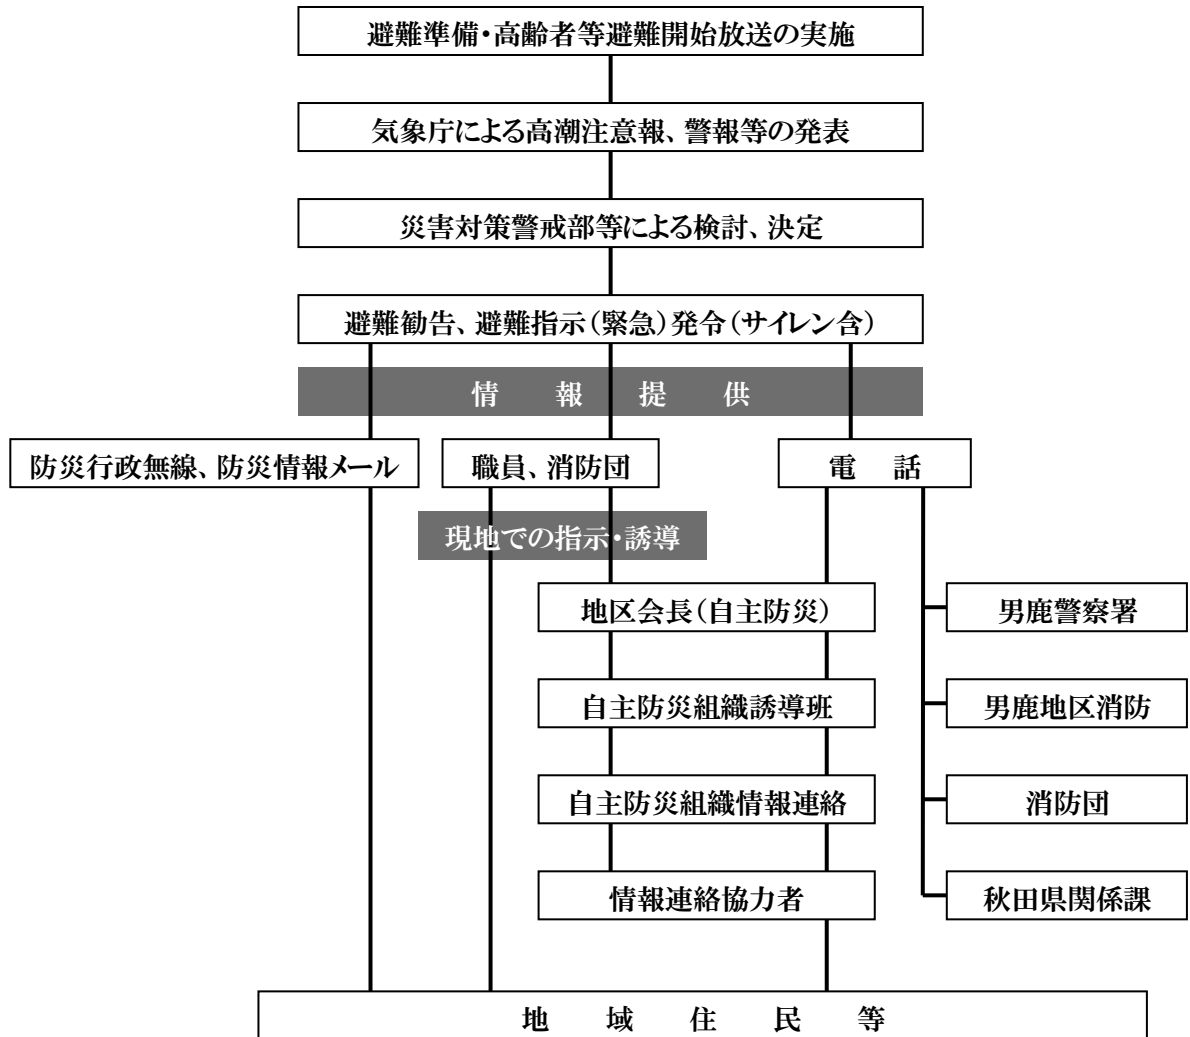 避難準備・高齢者等避難開始放送の実施
気象庁による高潮注意報、警報等の発表
災害対策警戒部等による検討、決定
避難勧告、避難指示（緊急）発令（サイレン含）
情報提供
防災行政無線、防災情報メール
職員、消防団
電話
現地での指示・誘導
地区会長（自主防災）
男鹿警察署
自主防災組織誘導班
男鹿地区消防
自主防災組織情報連絡
消防団
情報連絡協力者
秋田県関係課
地域住民等